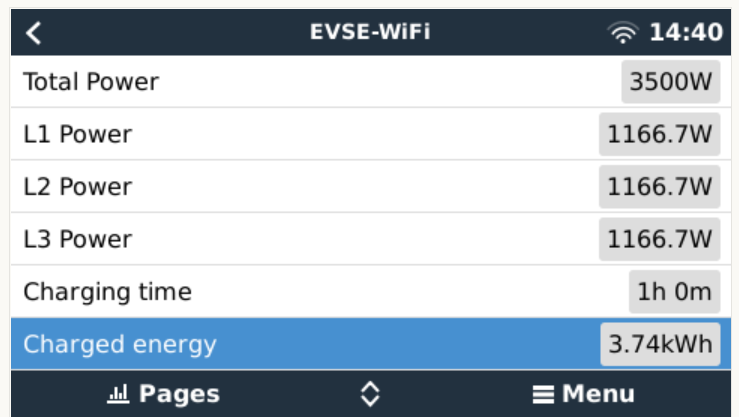 EVSE-WiFi 14:40
Total Power 3500W
L1 Power 1166.7W
L2 Power 1166.7W
L3 Power 1166.7W
Charging time 1h 0m
Charged energy 3.74kWh
Pages Menu